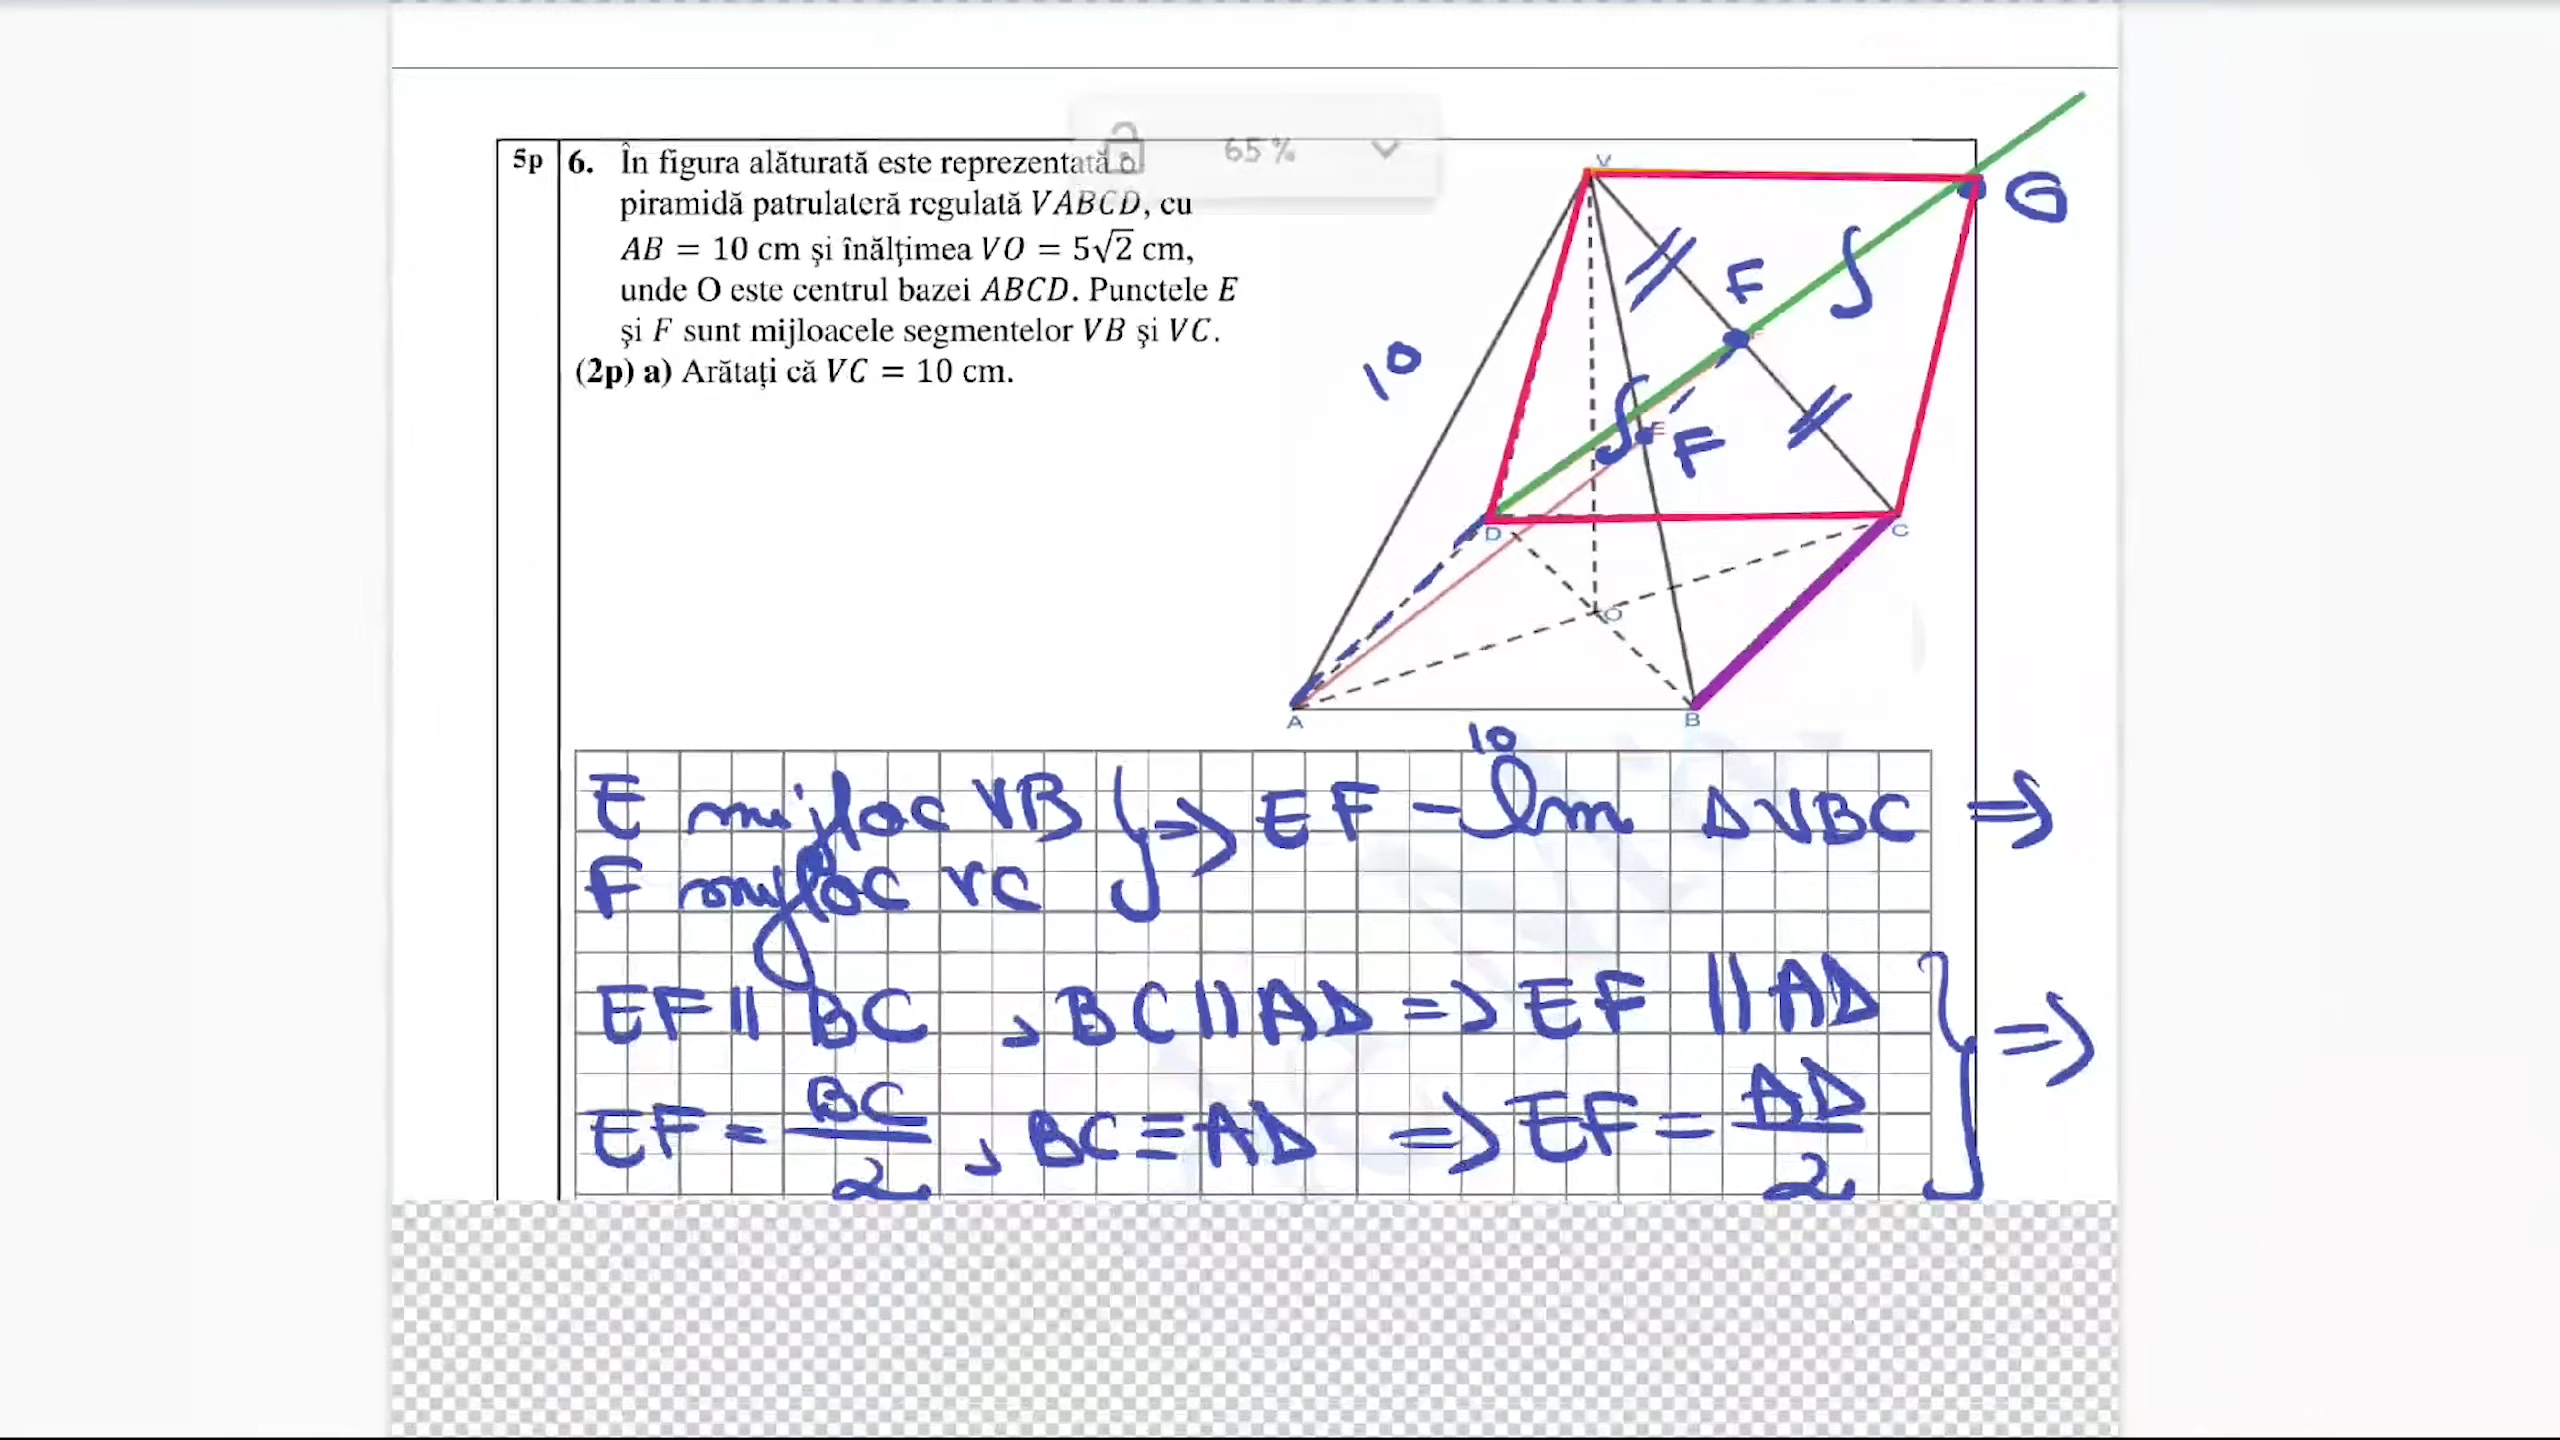 65%
5p 6. În figura alăturată este reprezentată o
piramidă patrulateră regulată VABCD, cu
AB = 10 cm și înălțimea VO = 5√2 cm,
unde O este centrul bazei ABCD. Punctele E
și F sunt mijloacele segmentelor VB și VC.
(2p) a) Arătați că VC = 10 cm.
V
G
F
10
E F
D
C
O
A
B
10
E mijloc VB } => EF - lm ΔVBC =>
F mijloc VC
EF || BC , BC || AD => EF || AD } =>
EF = BC/2 , BC ≡ AD => EF = AD/2